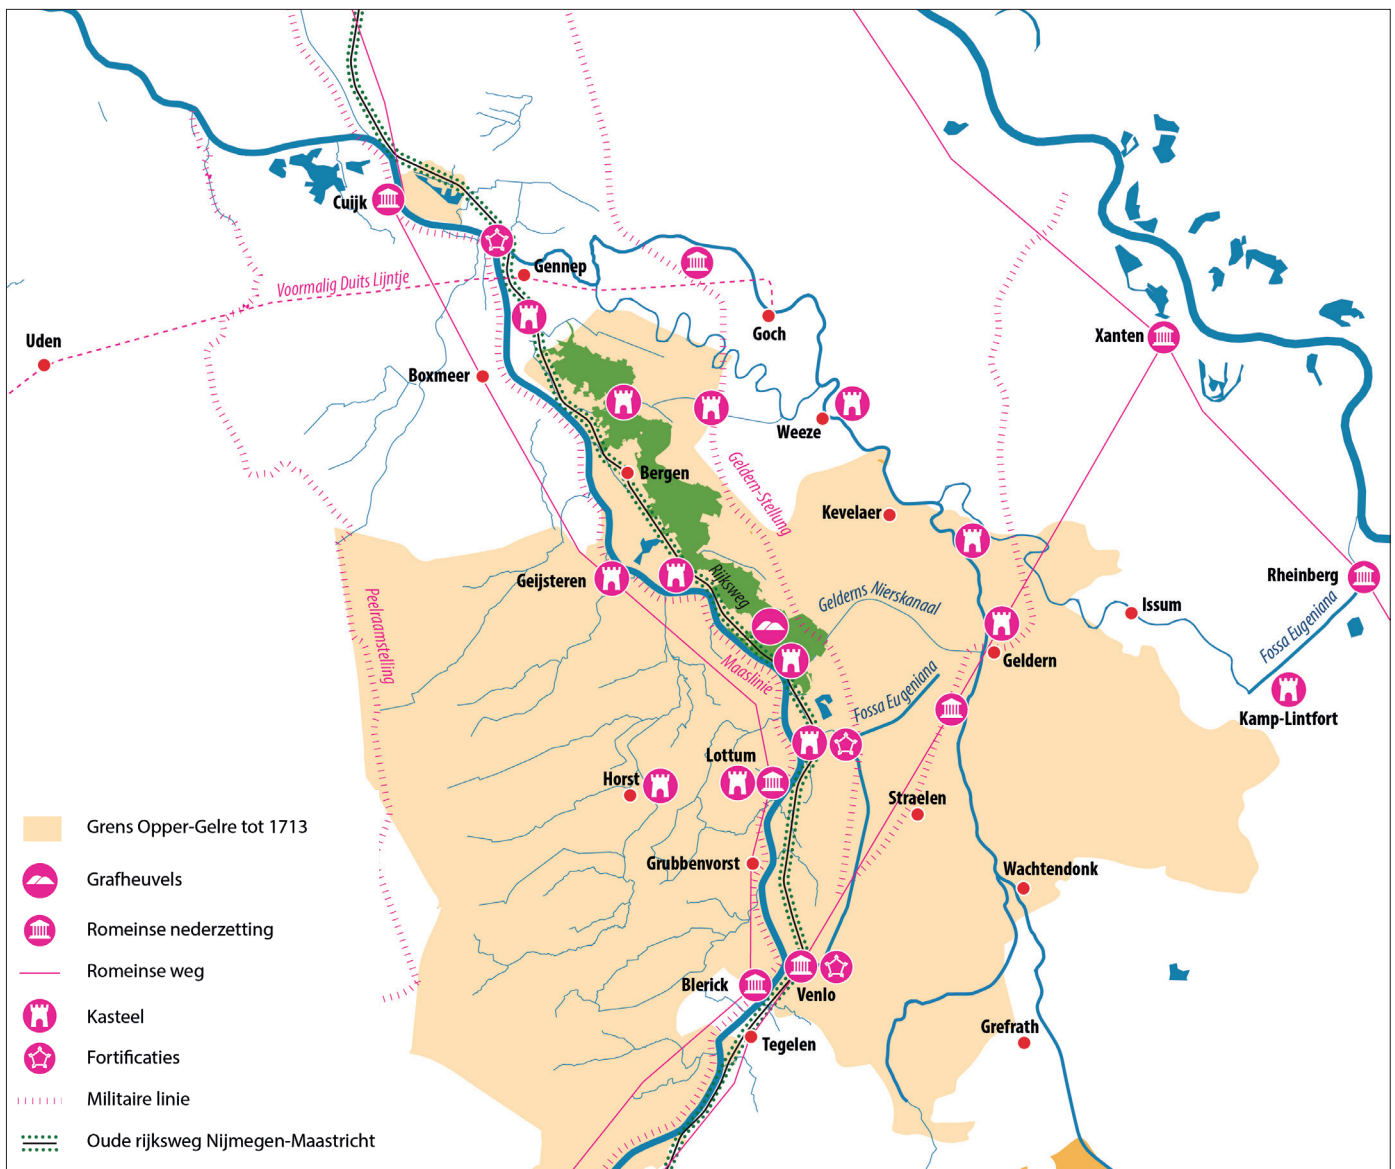 Cuijk
Gennep
Voormalig Duits Lijntje
Goch
Uden
Xanten
Boxmeer
Weeze
Bergen
Geldern-Stellung
Kevelaer
Geijsteren
Rijksweg
Rheinberg
Peelraamstelling
Gelderns Nierskanaal
Issum
Fossa Eugeniana
Maaslinie
Geldern
Fossa Eugeniana
Kamp-Lintfort
Lottum
Horst
Straelen
Grubbenvorst
Wachtendonk
Blerick
Venlo
Tegelen
Grefrath
Grens Opper-Gelre tot 1713
Grafheuvels
Romeinse nederzetting
Romeinse weg
Kasteel
Fortificaties
Militaire linie
Oude rijksweg Nijmegen-Maastricht